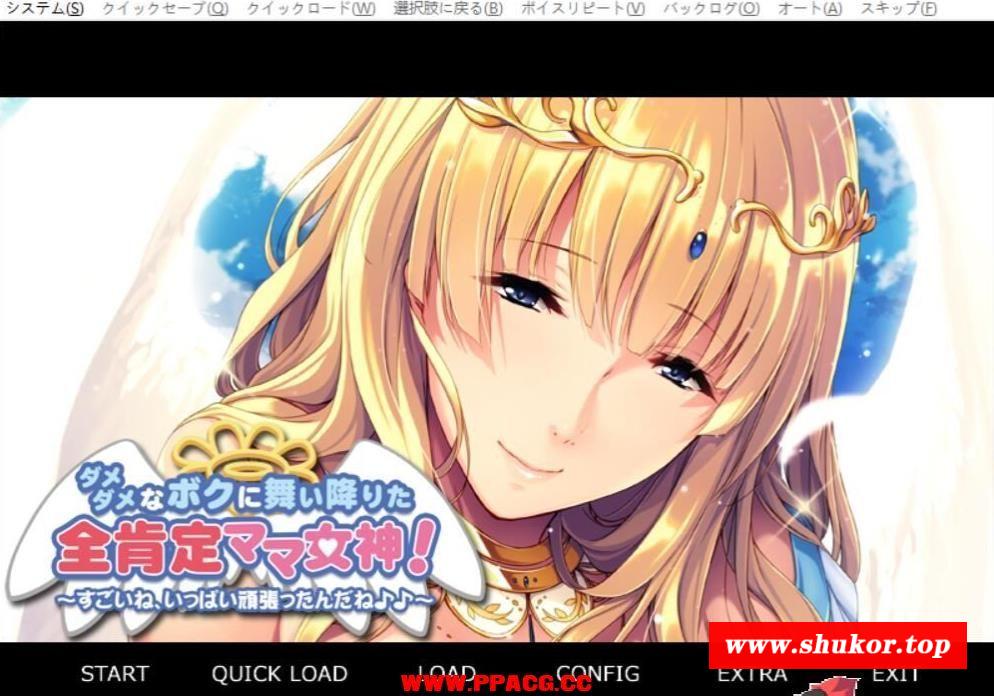 システム(S) クイックセーブ(Q) クイックロード(W) 選択肢に戻る(B) ボイスリピート(V) バックログ(O) オート(A) スキップ(F)
ダメダメなボクに舞い降りた
全肯定ママ女神!
～すごいね、いっぱい頑張ったんだね♪♪～
www.shukor.top
START QUICK LOAD LOAD CONFIG EXTRA EXIT
WWW.PPACG.CC